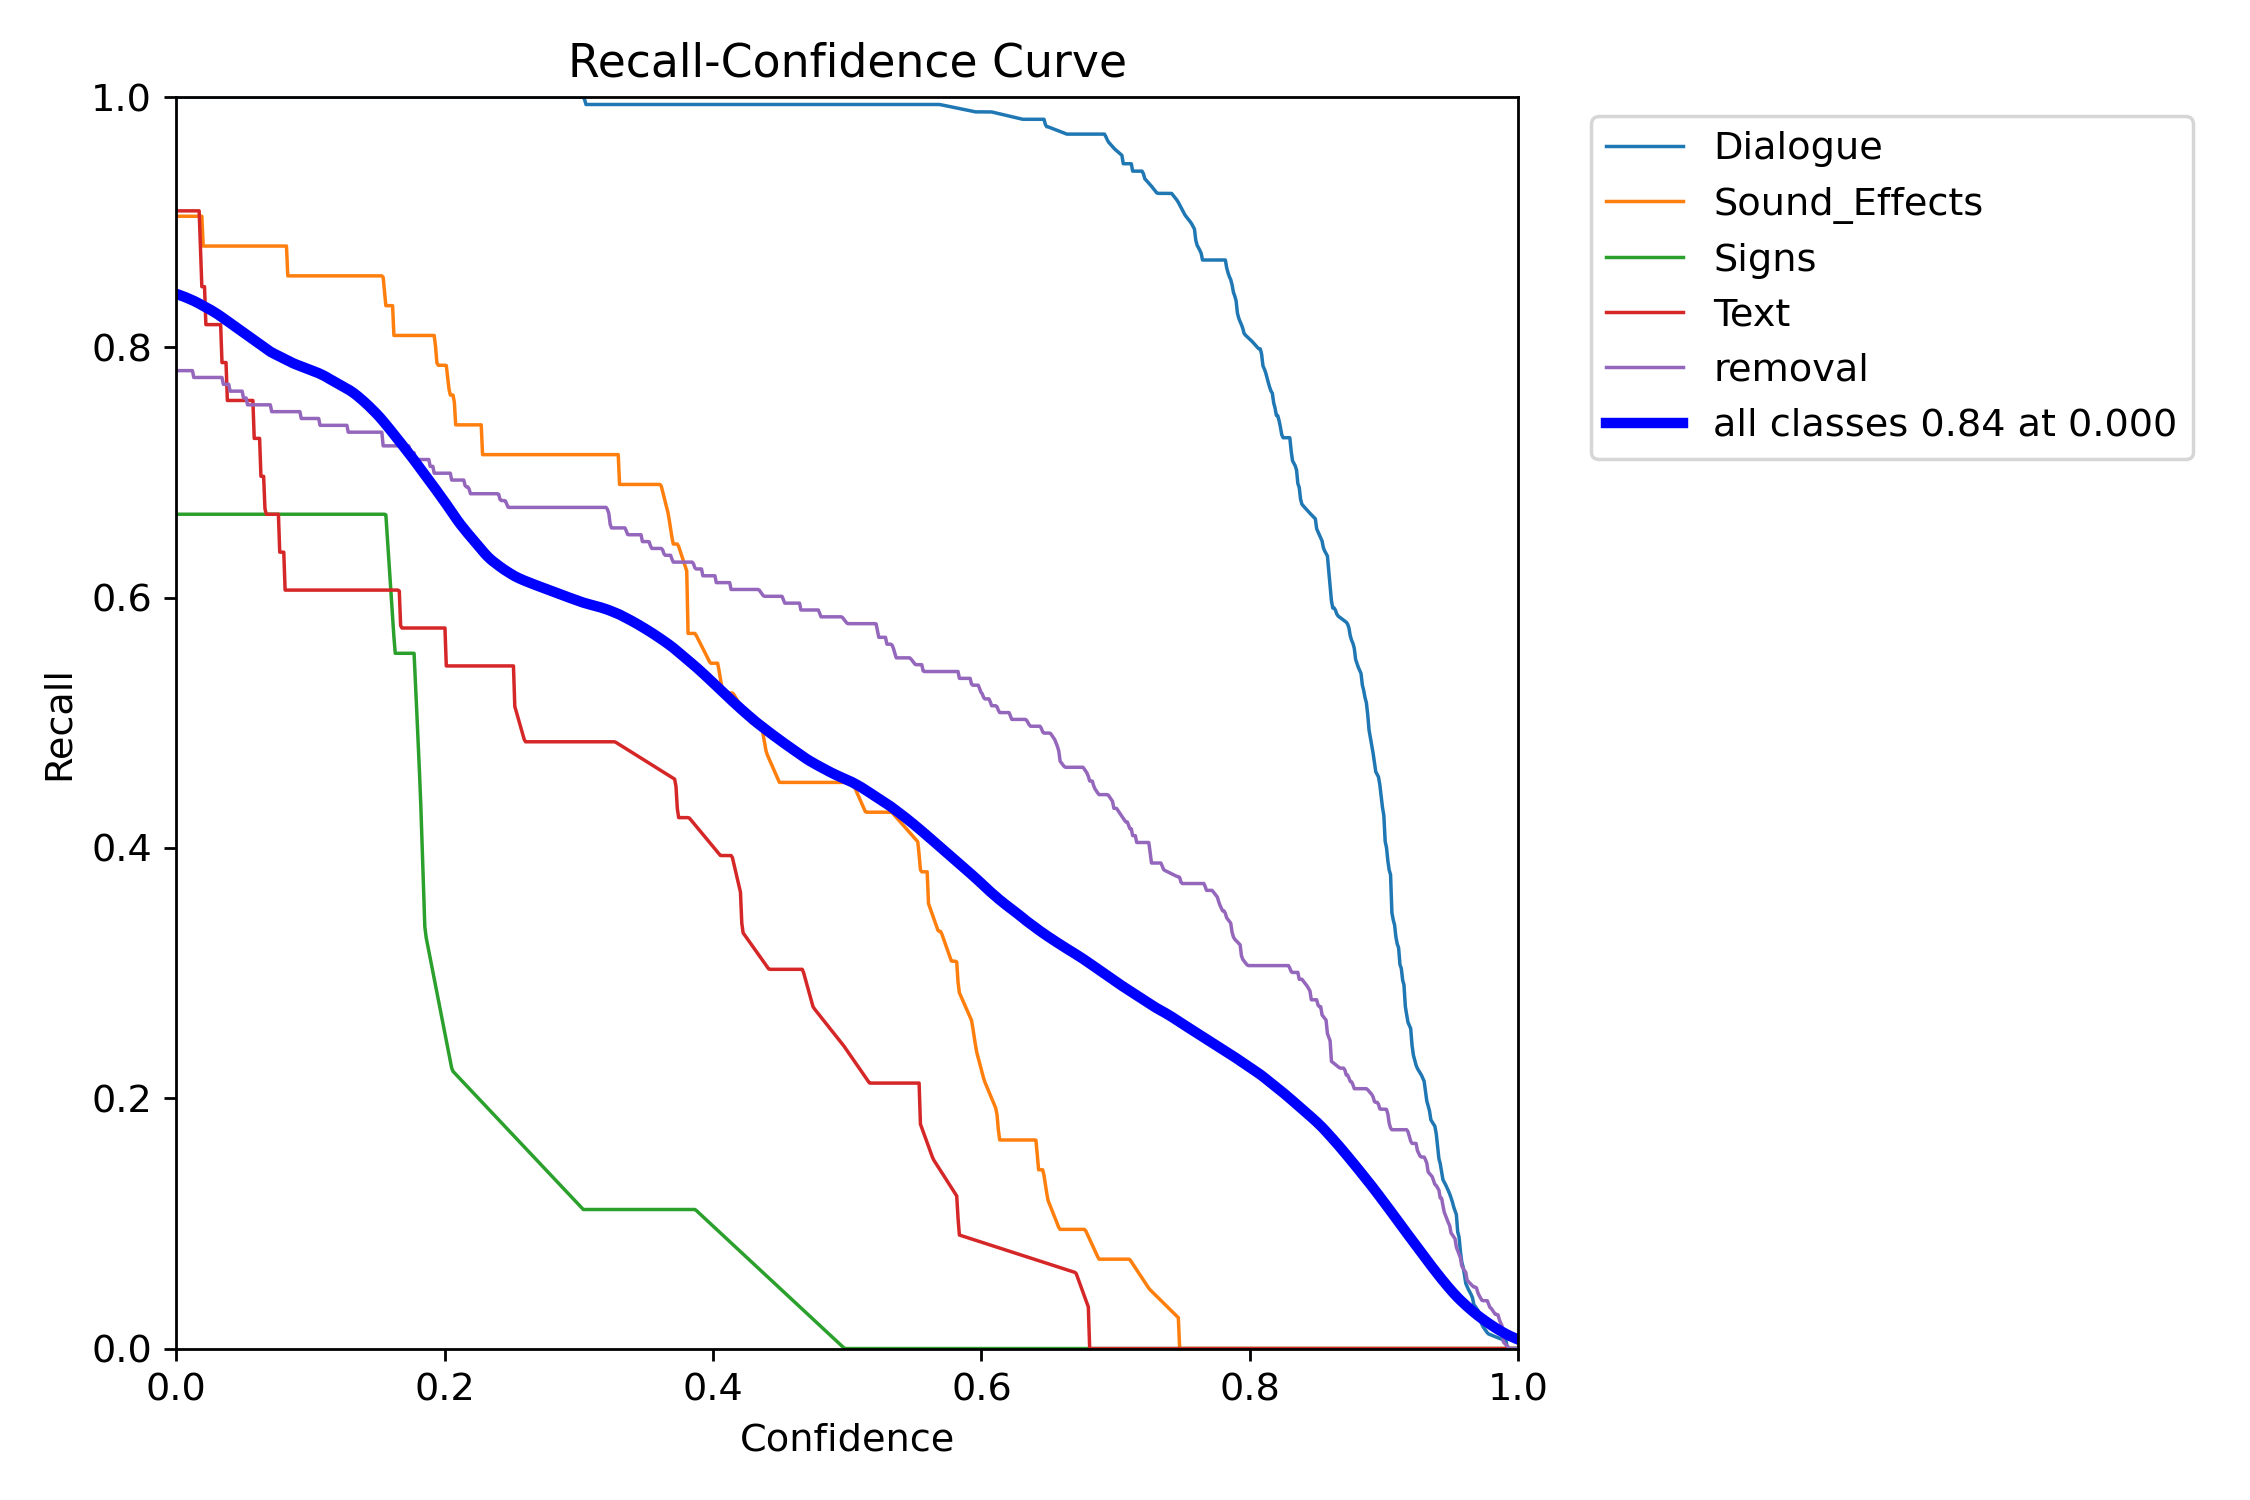 Recall-Confidence Curve
1.0
0.8
0.6
0.4
0.2
0.0
Recall
0.0 0.2 0.4 0.6 0.8 1.0
Confidence
Dialogue
Sound_Effects
Signs
Text
removal
all classes 0.84 at 0.000